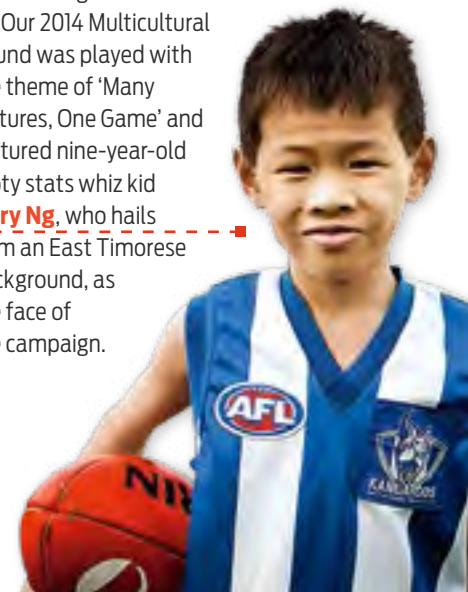 Our 2014 Multicultural
und was played with
theme of ‘Many
tures, One Game’ and
tured nine-year-old
ty stats whiz kid
ry Ng, who hails
m an East Timorese
ckground, as
face of
campaign.
AFL
KANGAROOS